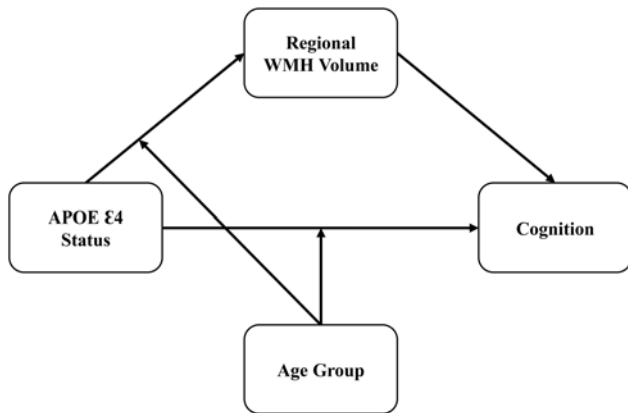 Regional
WMH Volume
APOE Ɛ4
Status
Cognition
Age Group